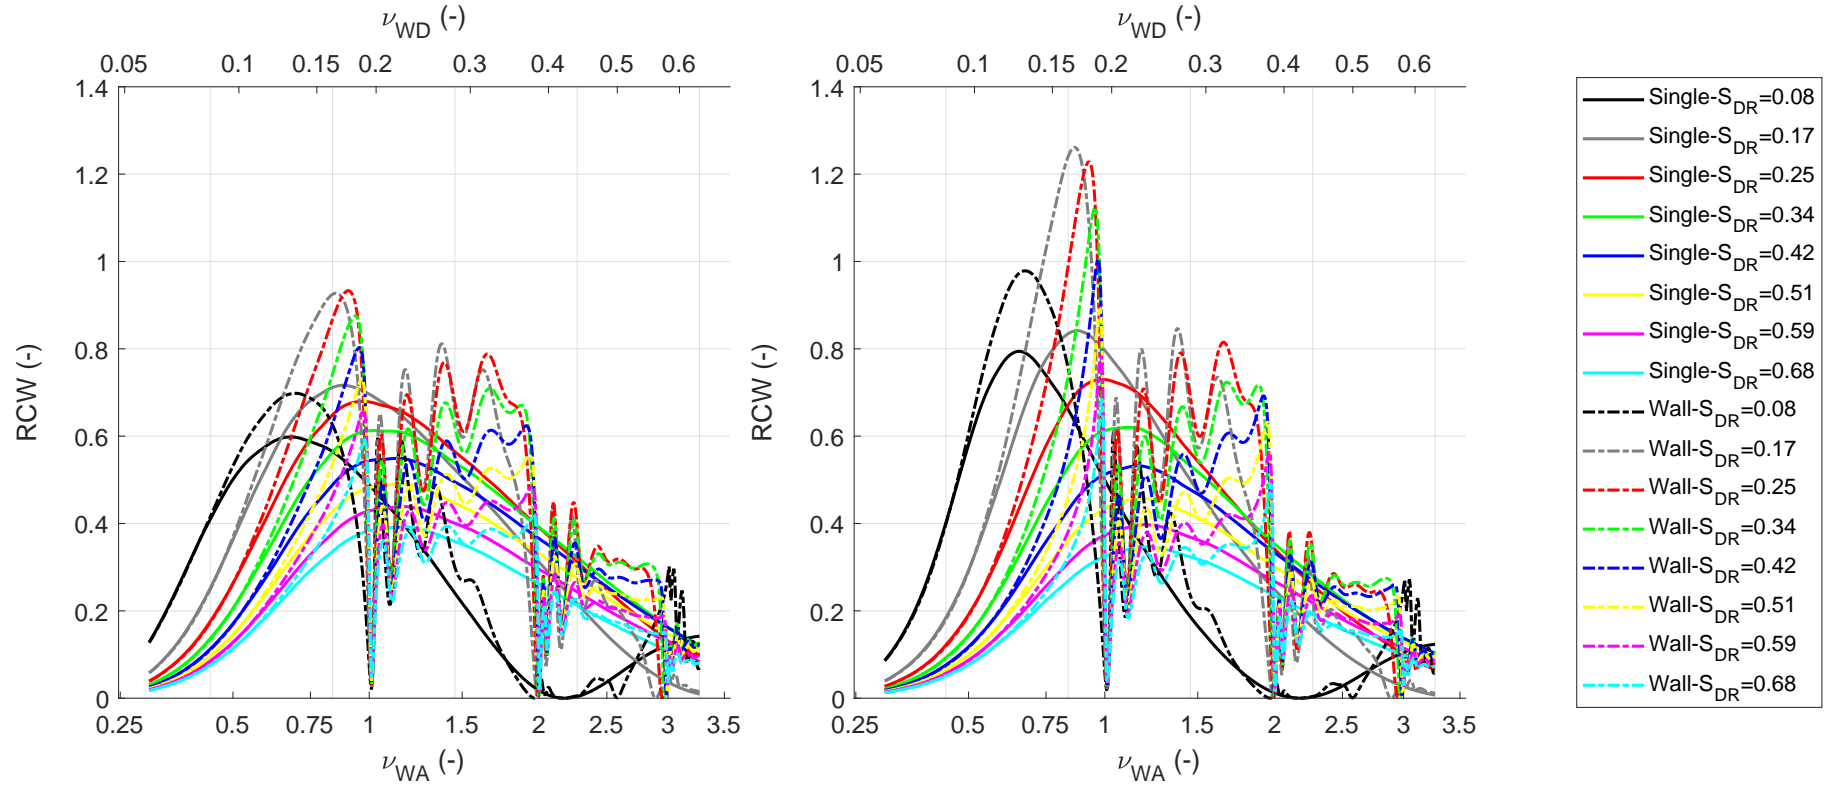 ν_WD (-)
0.05 0.1 0.15 0.2 0.3 0.4 0.5 0.6
1.4
1.2
1
0.8
0.6
0.4
0.2
0
RCW (-)
0.25 0.5 0.75 1 1.5 2 2.5 3 3.5
ν_WA (-)
ν_WD (-)
0.05 0.1 0.15 0.2 0.3 0.4 0.5 0.6
1.4
1.2
1
0.8
0.6
0.4
0.2
0
RCW (-)
0.25 0.5 0.75 1 1.5 2 2.5 3 3.5
ν_WA (-)
Single-S_DR=0.08
Single-S_DR=0.17
Single-S_DR=0.25
Single-S_DR=0.34
Single-S_DR=0.42
Single-S_DR=0.51
Single-S_DR=0.59
Single-S_DR=0.68
Wall-S_DR=0.08
Wall-S_DR=0.17
Wall-S_DR=0.25
Wall-S_DR=0.34
Wall-S_DR=0.42
Wall-S_DR=0.51
Wall-S_DR=0.59
Wall-S_DR=0.68